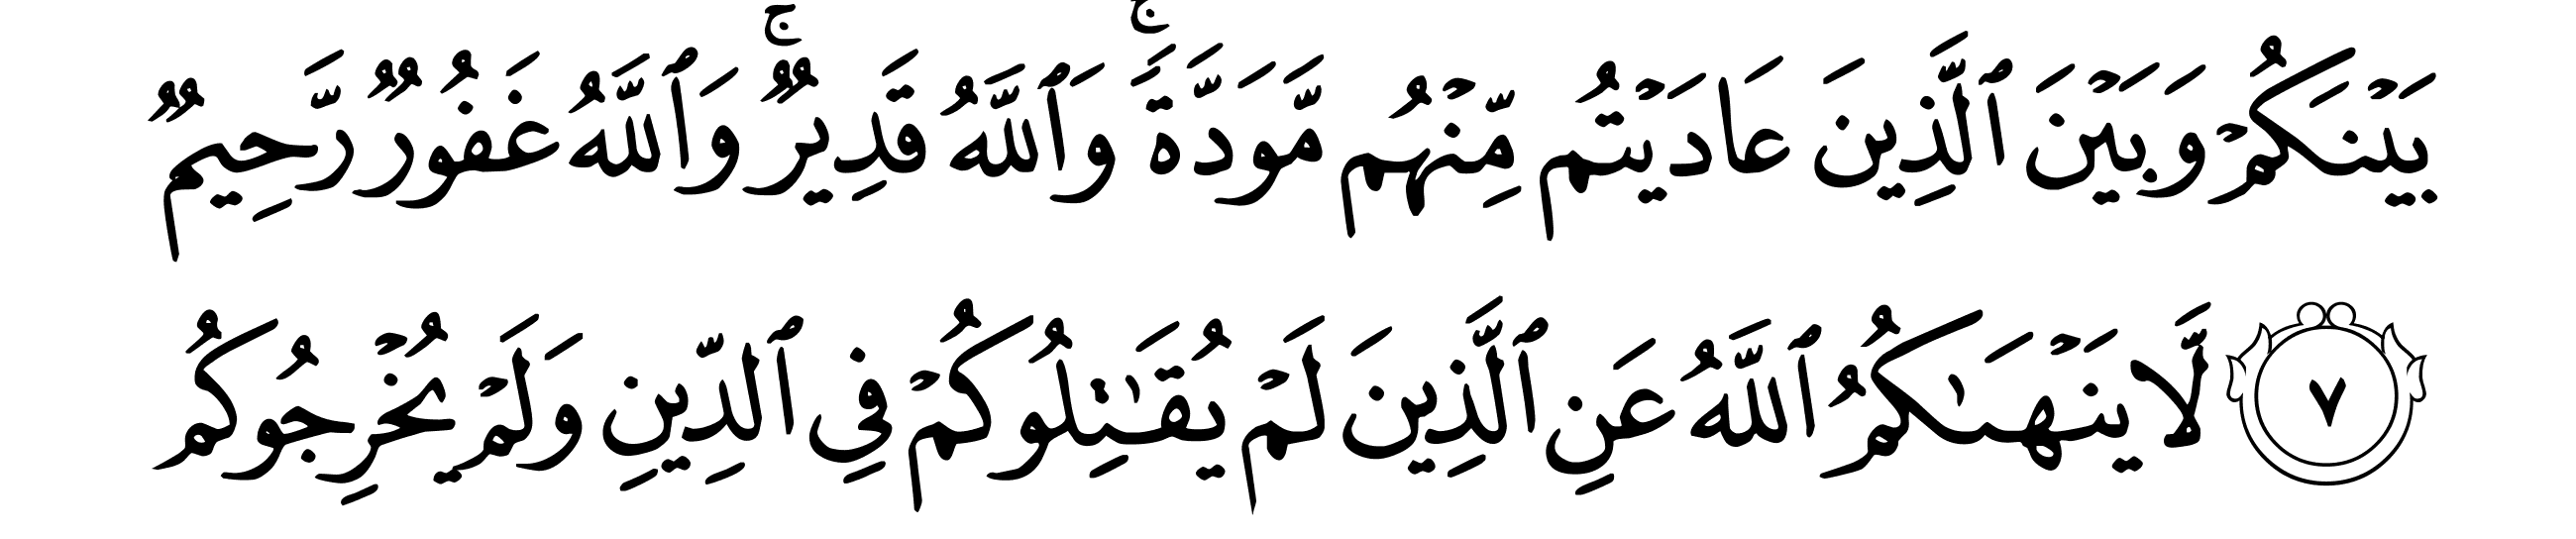 بَيۡنَكُمۡ وَبَيۡنَ ٱلَّذِينَ عَادَيۡتُم مِّنۡهُم مَّوَدَّةٗۚ وَٱللَّهُ قَدِيرٞۚ وَٱللَّهُ غَفُورٞ رَّحِيمٞ
٧ لَّا يَنۡهَىٰكُمُ ٱللَّهُ عَنِ ٱلَّذِينَ لَمۡ يُقَٰتِلُوكُمۡ فِي ٱلدِّينِ وَلَمۡ يُخۡرِجُوكُم